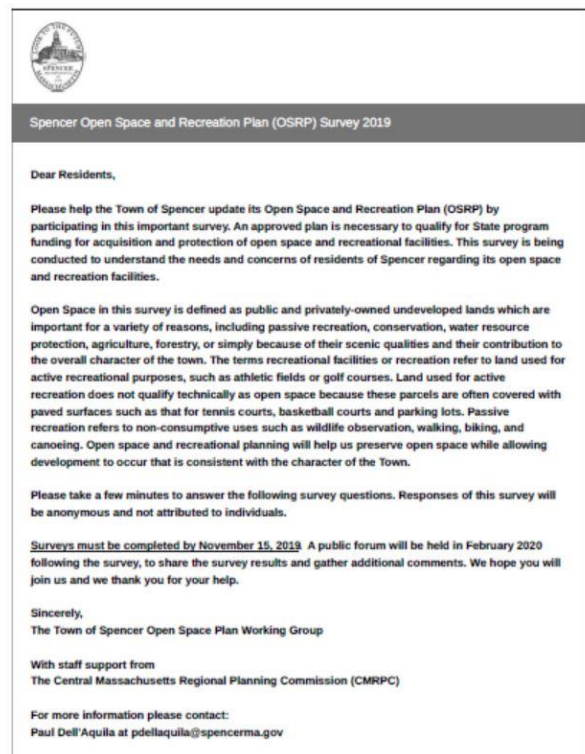 LOOK TO THE FUTURE
SPENCER
MASSACHUSETTS
Spencer Open Space and Recreation Plan (OSRP) Survey 2019
Dear Residents,
Please help the Town of Spencer update its Open Space and Recreation Plan (OSRP) by
participating in this important survey. An approved plan is necessary to qualify for State program
funding for acquisition and protection of open space and recreational facilities. This survey is being
conducted to understand the needs and concerns of residents of Spencer regarding its open space
and recreation facilities.
Open Space in this survey is defined as public and privately-owned undeveloped lands which are
important for a variety of reasons, including passive recreation, conservation, water resource
protection, agriculture, forestry, or simply because of their scenic qualities and their contribution to
the overall character of the town. The terms recreational facilities or recreation refer to land used for
active recreational purposes, such as athletic fields or golf courses. Land used for active
recreation does not qualify technically as open space because these parcels are often covered with
paved surfaces such as that for tennis courts, basketball courts and parking lots. Passive
recreation refers to non-consumptive uses such as wildlife observation, walking, biking, and
canoeing. Open space and recreational planning will help us preserve open space while allowing
development to occur that is consistent with the character of the Town.
Please take a few minutes to answer the following survey questions. Responses of this survey will
be anonymous and not attributed to individuals.
Surveys must be completed by November 15, 2019. A public forum will be held in February 2020
following the survey, to share the survey results and gather additional comments. We hope you will
join us and we thank you for your help.
Sincerely,
The Town of Spencer Open Space Plan Working Group
With staff support from
The Central Massachusetts Regional Planning Commission (CMRPC)
For more information please contact:
Paul Dell'Aquila at pdellaquila@spencerma.gov